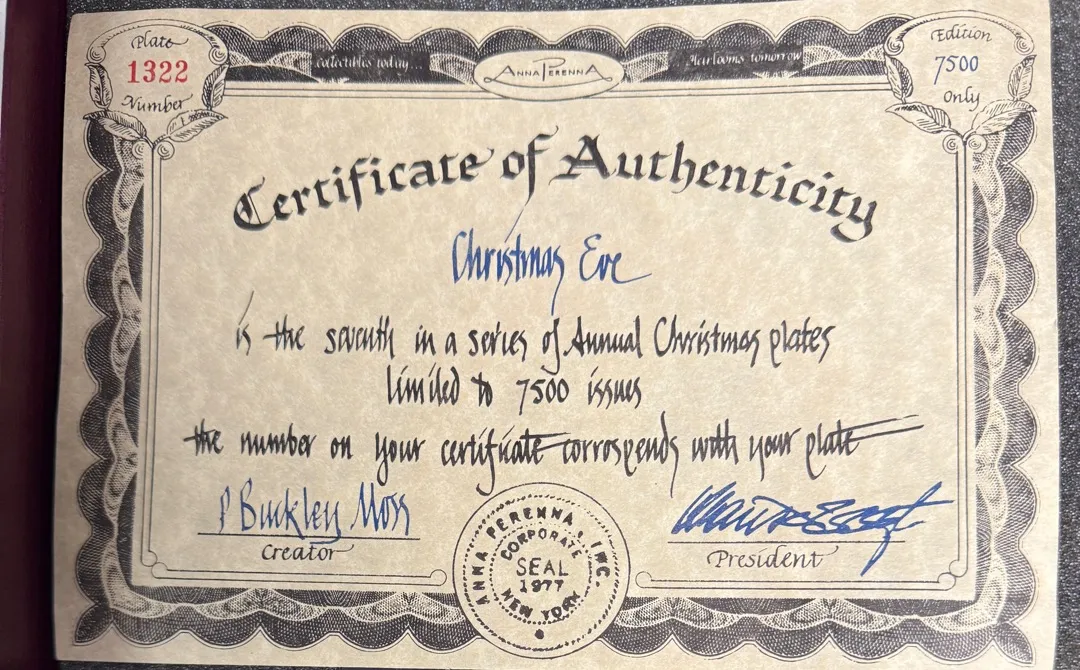 Plate
1322
Number
Collectibles today...
ANNA PERENNA
Heirlooms tomorrow
Edition
7500
Only
Certificate of Authenticity
Christmas Eve
is the seventh in a series of Annual Christmas plates
limited to 7500 issues
the number on your certificate corrospends with your plate
P Buckley Moss
Creator
President
ANNA PERENNA, INC.
CORPORATE
SEAL
1977
NEW YORK